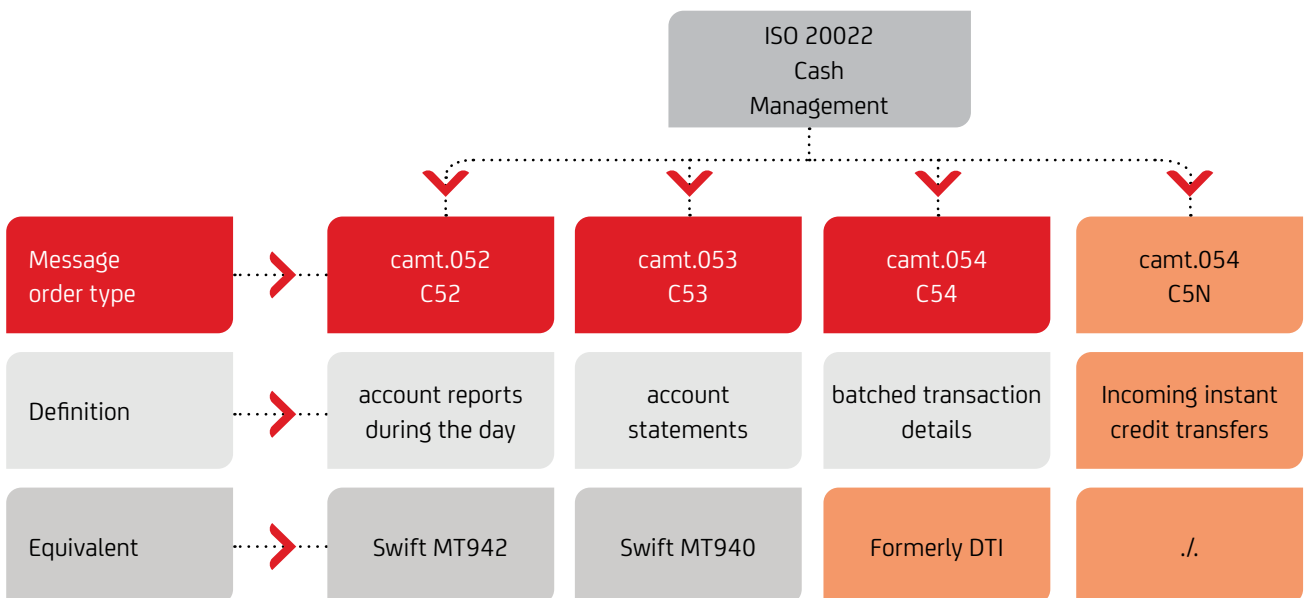 ISO 20022
Cash
Management
Message
order type
camt.052
C52
camt.053
C53
camt.054
C54
camt.054
C5N
Definition
account reports
during the day
account
statements
batched transaction
details
Incoming instant
credit transfers
Equivalent
Swift MT942
Swift MT940
Formerly DTI
./.